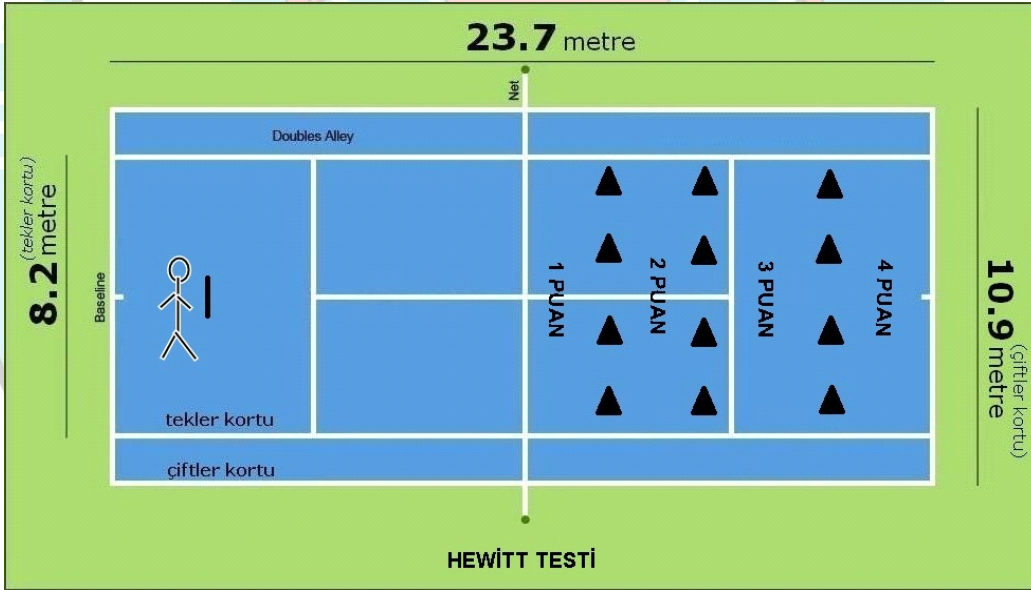 23.7 metre
Net
Doubles Alley
8.2 metre
(tekler kortu)
Baseline
1 PUAN
2 PUAN
3 PUAN
4 PUAN
10.9 metre
(çiftler kortu)
tekler kortu
çiftler kortu
HEWİTT TESTİ